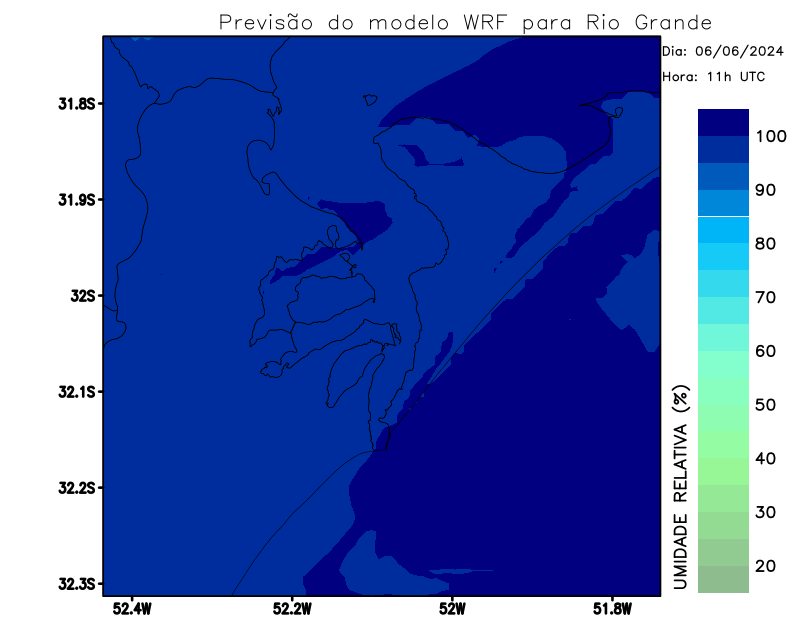 Previsão do modelo WRF para Rio Grande
Dia: 06/06/2024
Hora: 11h UTC
31.8S
31.9S
32S
32.1S
32.2S
32.3S
52.4W
52.2W
52W
51.8W
100
90
80
70
60
50
40
30
20
UMIDADE RELATIVA (%)